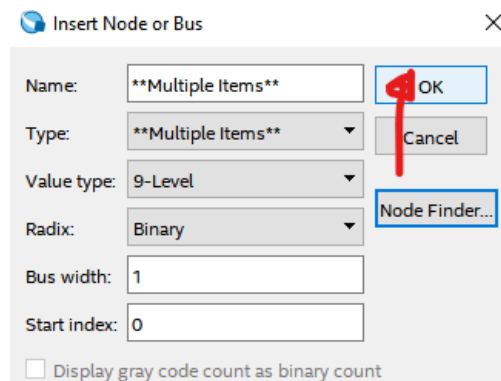 Insert Node or Bus
Name: **Multiple Items** OK
Type: **Multiple Items** Cancel
Value type: 9-Level
Node Finder...
Radix: Binary
Bus width: 1
Start index: 0
Display gray code count as binary count